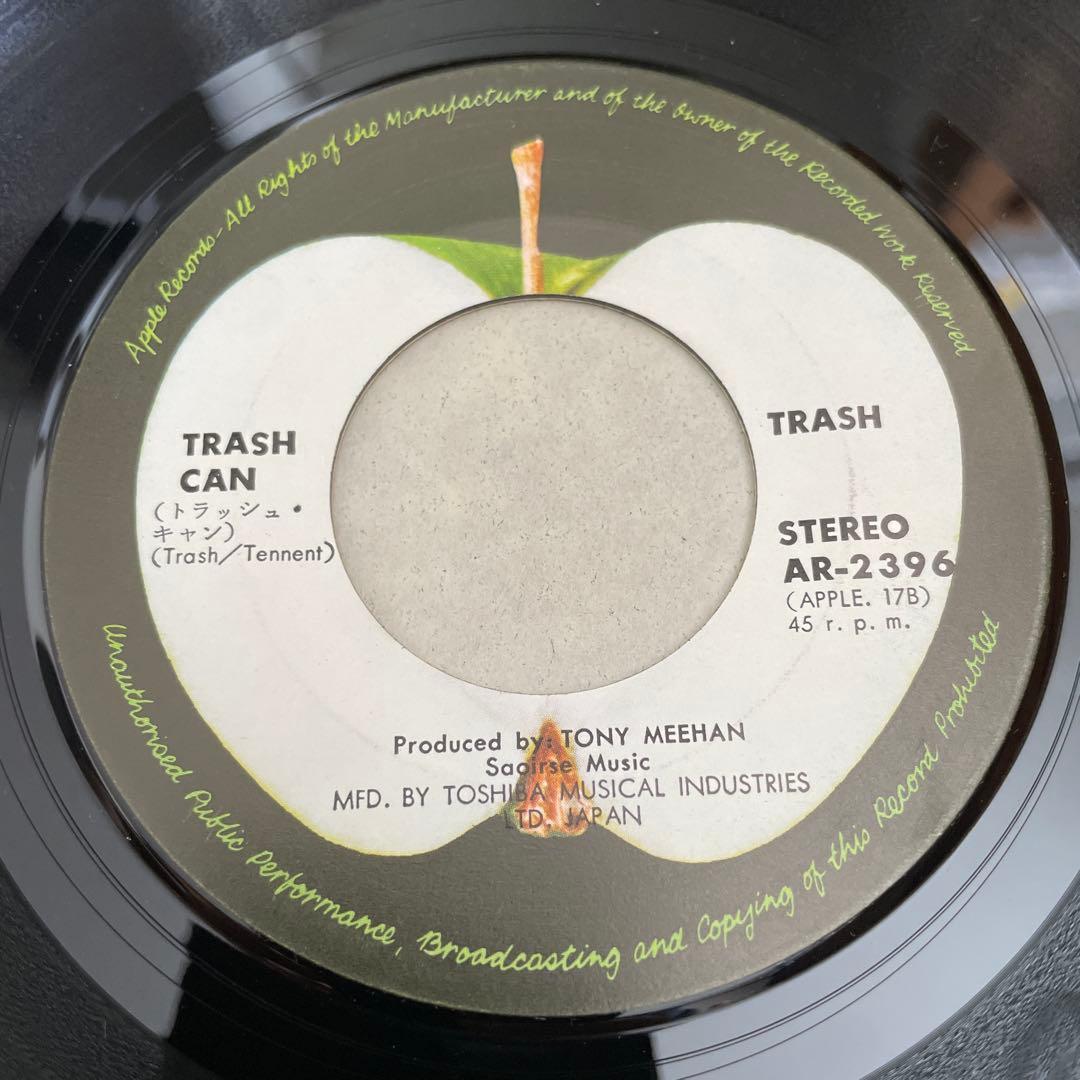 Apple Records-All Rights of the Manufacturer and of the Owner of the Recorded Work Reserved
TRASH
CAN
(トラッシュ・
キャン)
(Trash/Tennent)
TRASH
STEREO
AR-2396
(APPLE. 17B)
45 r. p. m.
Produced by: TONY MEEHAN
Saoirse Music
MFD. BY TOSHIBA MUSICAL INDUSTRIES
LTD. JAPAN
Unauthorised Public Performance, Broadcasting and Copying of this Record Prohibited